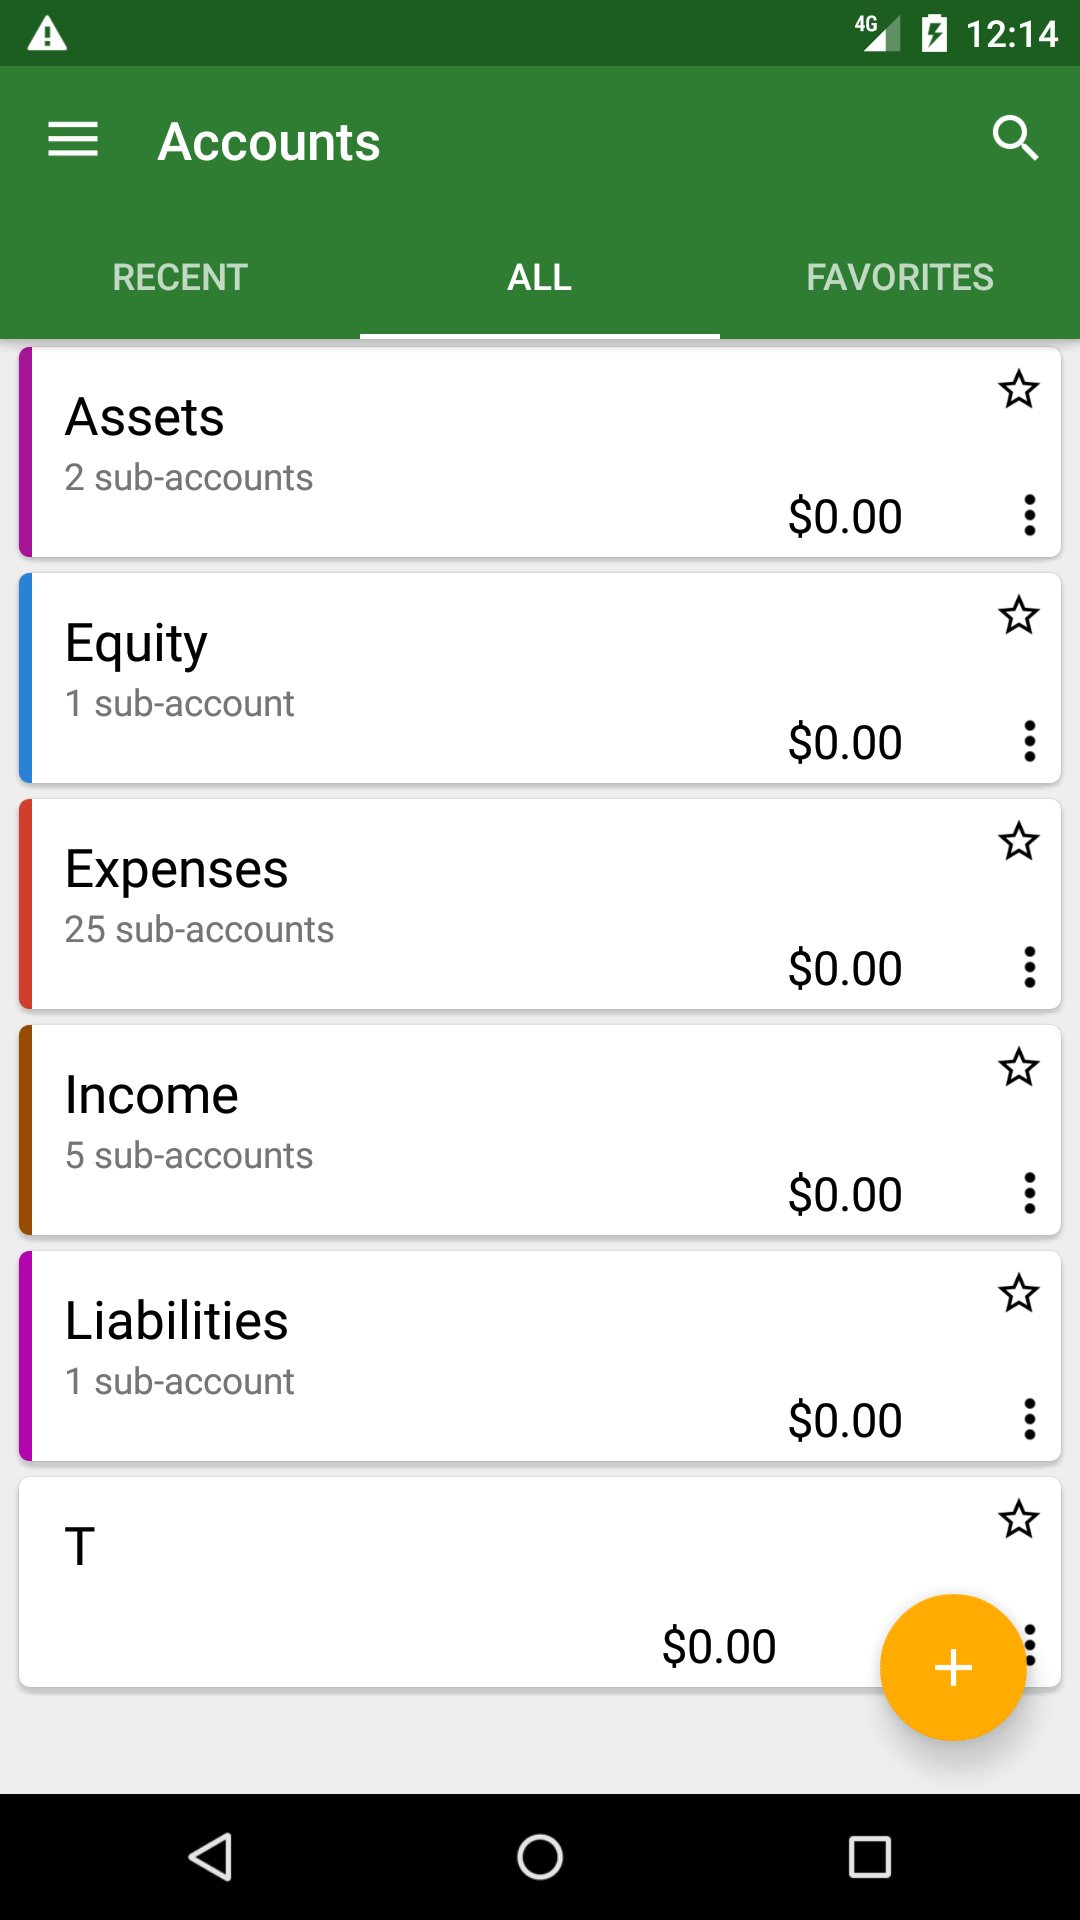 4G 12:14
Accounts
RECENT ALL FAVORITES
Assets
2 sub-accounts
$0.00
Equity
1 sub-account
$0.00
Expenses
25 sub-accounts
$0.00
Income
5 sub-accounts
$0.00
Liabilities
1 sub-account
$0.00
T
$0.00